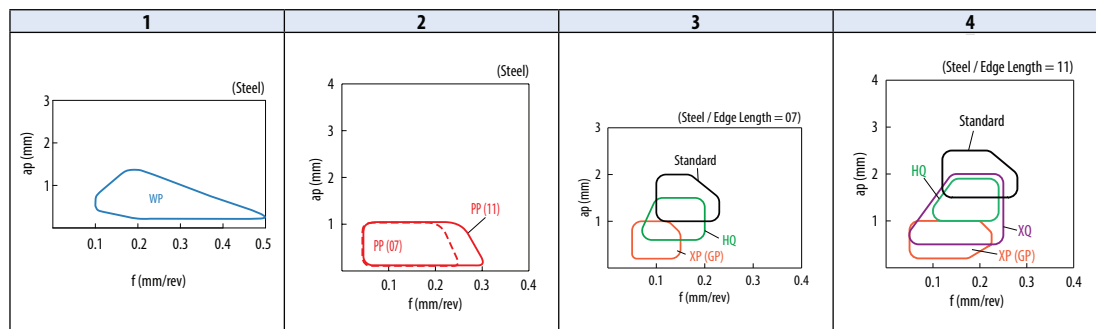 1
2
3
4
(Steel)
3
2
1
ap (mm)
WP
0.1 0.2 0.3 0.4 0.5
f (mm/rev)
(Steel)
4
3
2
1
ap (mm)
PP (11)
PP (07)
0.1 0.2 0.3 0.4
f (mm/rev)
(Steel / Edge Length = 07)
3
2
1
ap (mm)
Standard
HQ
XP (GP)
0.1 0.2 0.3 0.4
f (mm/rev)
(Steel / Edge Length = 11)
4
3
2
1
ap (mm)
Standard
HQ
XQ
XP (GP)
0.1 0.2 0.3 0.4
f (mm/rev)